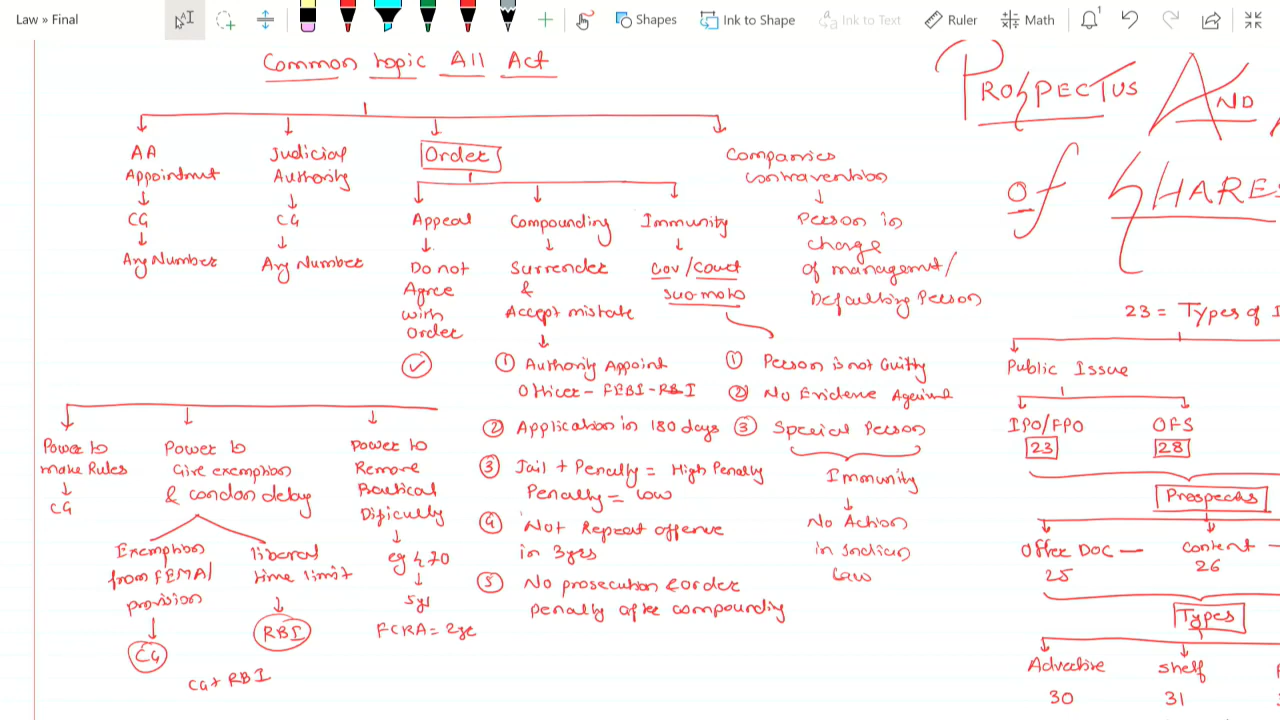 Law » Final
Shapes
Ink to Shape
Ink to Text
Ruler
Math
Common topic All Act
AA
Appointmnt
CG
Any Number
Judicial
Authority
CG
Any Number
Order
Appeal
Do not
Agree
with
Order
Compounding
Surrender
&
Accept mistake
① Authority Appoint
Officer - FEBI - RBI
② Application in 180 days
③ Jail + Penalty = High Penalty
Penalty = Low
④ Not Repeat offence
in 3yrs
⑤ No prosecution & order
penalty after compounding
Immunity
Gov / Court
Suo-moto
① Person is not Guilty
② No Evidence Against
③ Special Person
Immunity
No Action
in Indian
Law
Companies
Contravention
Person in
charge
of managemnt /
Defaulting Person
Power to
make Rules
CG
Power to
Give exemption
& condon delay
Exemption
from FEMA /
provision
CG
liberal
time limit
RBI
CG + RBI
Power to
Remove
Dificulty
eg
5yr
FCRA = 2yr
PROSPECTUS AND
of SHARES
23 = Types of I
Public Issue
IPO/FPO
23
OFS
28
Prospects
Offer DOC —
25
content —
26
Types
Advertise
30
Shelf
31